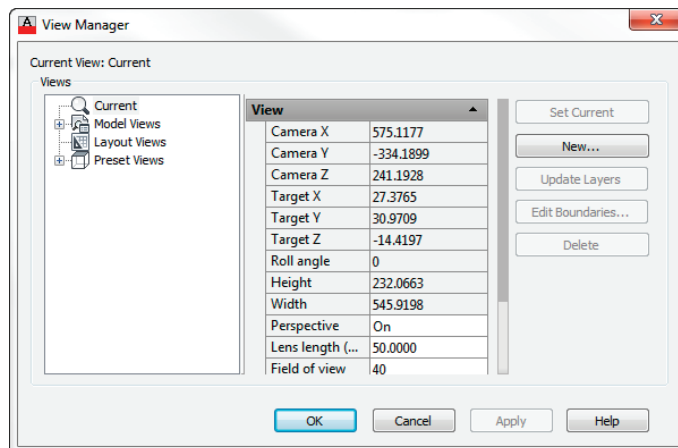 View Manager
Current View: Current
Views
Current
Model Views
Layout Views
Preset Views
View
Camera X 575.1177
Camera Y -334.1899
Camera Z 241.1928
Target X 27.3765
Target Y 30.9709
Target Z -14.4197
Roll angle 0
Height 232.0663
Width 545.9198
Perspective On
Lens length (... 50.0000
Field of view 40
Set Current
New...
Update Layers
Edit Boundaries...
Delete
OK Cancel Apply Help